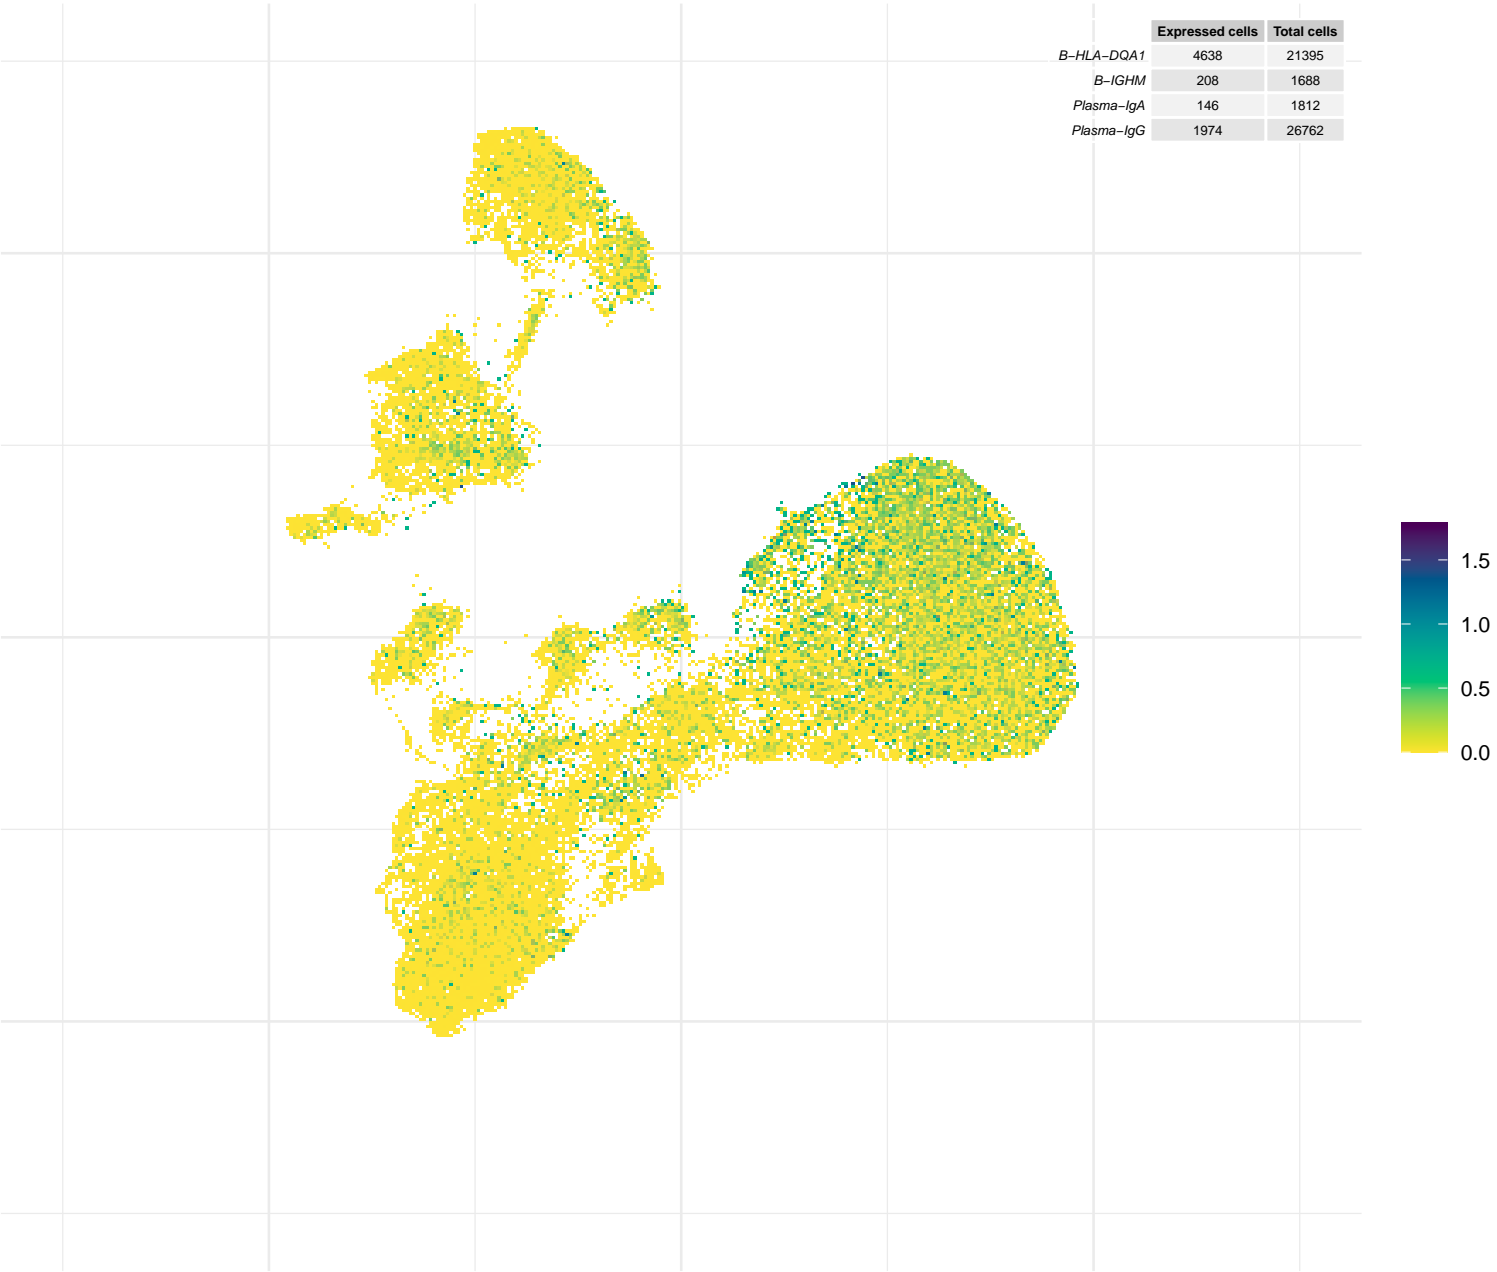 Expressed cells Total cells
B–HLA–DQA1 4638 21395
B–IGHM 208 1688
Plasma–IgA 146 1812
Plasma–IgG 1974 26762
1.5
1.0
0.5
0.0